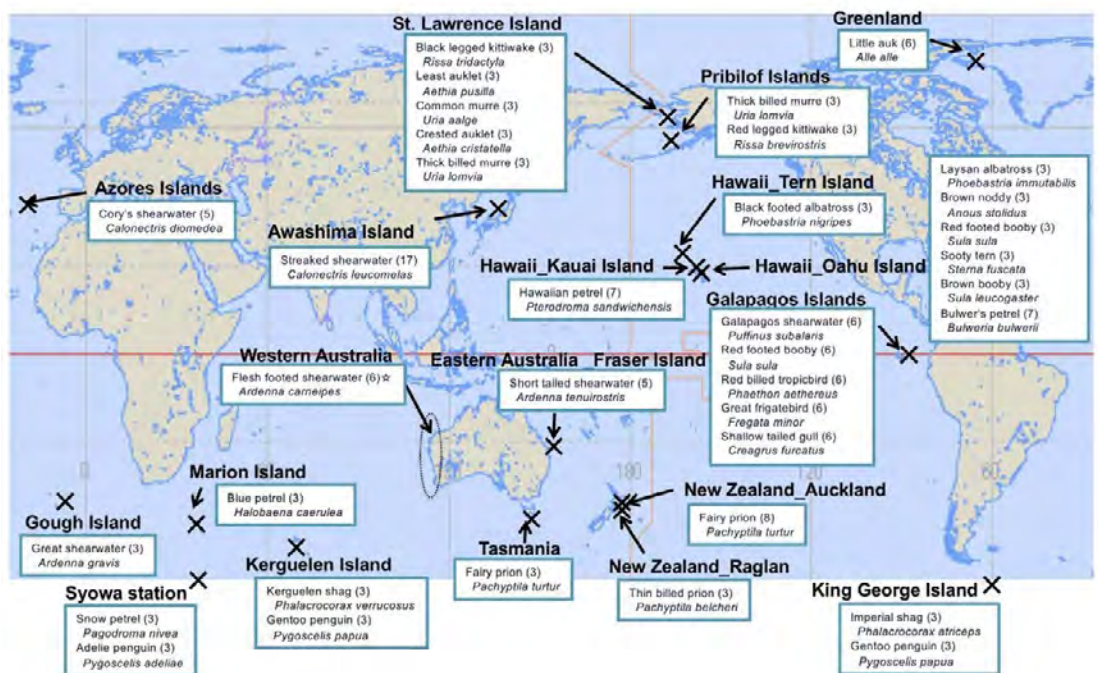 St. Lawrence Island
Black legged kittiwake (3)
Rissa tridactyla
Least auklet (3)
Aethia pusilla
Common murre (3)
Uria aalge
Crested auklet (3)
Aethia cristatella
Thick billed murre (3)
Uria lomvia
Greenland
Little auk (6)
Alle alle
Pribilof Islands
Thick billed murre (3)
Uria lomvia
Red legged kittiwake (3)
Rissa brevirostris
Azores Islands
Cory's shearwater (5)
Calonectris diomedea
Awashima Island
Streaked shearwater (17)
Calonectris leucomelas
Hawaii_Tern Island
Black footed albatross (3)
Phoebastria nigripes
Hawaii_Kauai Island
Hawaiian petrel (7)
Pterodroma sandwichensis
Hawaii_Oahu Island
Laysan albatross (3)
Phoebastria immutabilis
Brown noddy (3)
Anous stolidus
Red footed booby (3)
Sula sula
Sooty tern (3)
Sterna fuscata
Brown booby (3)
Sula leucogaster
Bulwer's petrel (7)
Bulweria bulwerii
Galapagos Islands
Galapagos shearwater (6)
Puffinus subalaris
Red footed booby (6)
Sula sula
Red billed tropicbird (6)
Phaethon aethereus
Great frigatebird (6)
Fregata minor
Shallow tailed gull (6)
Creagrus furcatus
Western Australia
Flesh footed shearwater (6)☆
Ardenna carneipes
Eastern Australia_Fraser Island
Short tailed shearwater (5)
Ardenna tenuirostris
0
180
120
60
Marion Island
Blue petrel (3)
Halobaena caerulea
Gough Island
Great shearwater (3)
Ardenna gravis
Syowa station
Snow petrel (3)
Pagodroma nivea
Adelie penguin (3)
Pygoscelis adeliae
Kerguelen Island
Kerguelen shag (3)
Phalacrocorax verrucosus
Gentoo penguin (3)
Pygoscelis papua
Tasmania
Fairy prion (3)
Pachyptila turtur
New Zealand_Auckland
Fairy prion (8)
Pachyptila turtur
New Zealand_Raglan
Thin billed prion (3)
Pachyptila belcheri
King George Island
Imperial shag (3)
Phalacrocorax atriceps
Gentoo penguin (3)
Pygoscelis papua